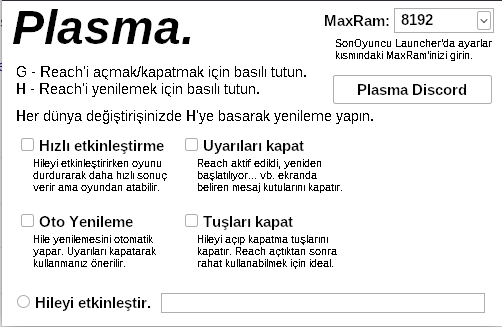 Plasma.
MaxRam: 8192
SonOyuncu Launcher'da ayarlar
kısmındaki MaxRam'inizi girin.
G - Reach'i açmak/kapatmak için basılı tutun.
H - Reach'i yenilemek için basılı tutun.
Plasma Discord
Her dünya değiştirişinizde H'ye basarak yenileme yapın.
Hızlı etkinleştirme
Hileyi etkinleştirirken oyunu
durdurarak daha hızlı sonuç
verir ama oyundan atabilir.
Uyarıları kapat
Reach aktif edildi, yeniden
başlatılıyor... vb. ekranda
beliren mesaj kutularını kapatır.
Oto Yenileme
Hile yenilemesini otomatik
yapar. Uyarıları kapatarak
kullanmanız önerilir.
Tuşları kapat
Hileyi açıp kapatma tuşlarını
kapatır. Reach açtıktan sonra
rahat kullanabilmek için ideal.
Hileyi etkinleştir.